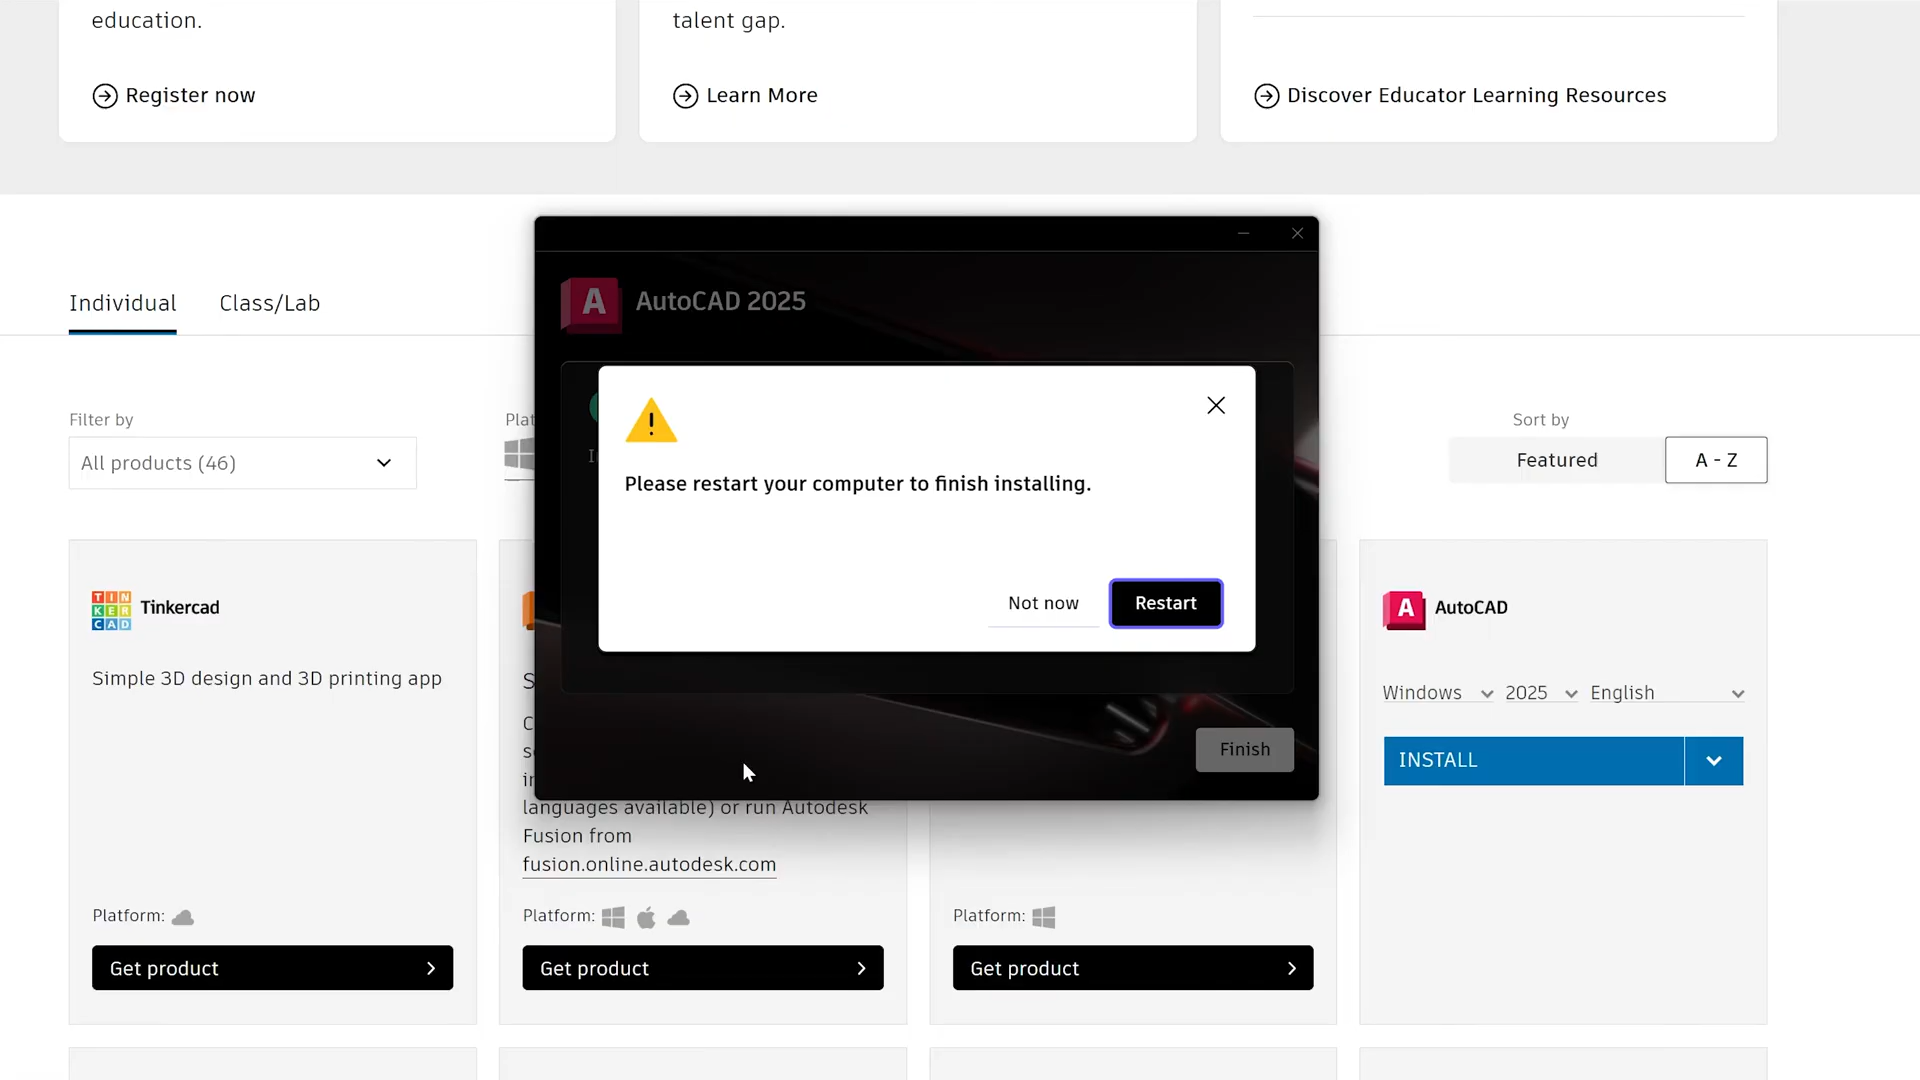 education.
talent gap.
Register now
Learn More
Discover Educator Learning Resources
A AutoCAD 2025
Individual
Class/Lab
Please restart your computer to finish installing.
Not now
Restart
Finish
Filter by
All products (46)
Sort by
Featured
A - Z
TIN
KER
CAD
Tinkercad
Simple 3D design and 3D printing app
Platform:
Get product
languages available) or run Autodesk
Fusion from
fusion.online.autodesk.com
Platform:
Get product
Platform:
Get product
A AutoCAD
Windows
2025
English
INSTALL